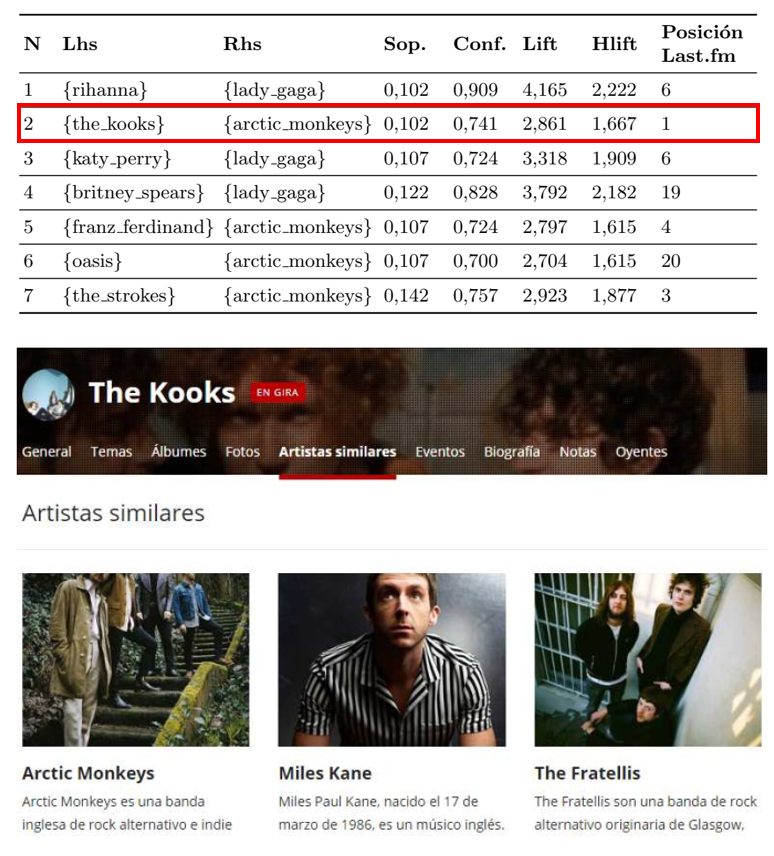 N Lhs Rhs Sop. Conf. Lift Hlift Posición Last.fm
1 {rihanna} {lady_gaga} 0,102 0,909 4,165 2,222 6
2 {the_kooks} {arctic_monkeys} 0,102 0,741 2,861 1,667 1
3 {katy_perry} {lady_gaga} 0,107 0,724 3,318 1,909 6
4 {britney_spears} {lady_gaga} 0,122 0,828 3,792 2,182 19
5 {franz_ferdinand} {arctic_monkeys} 0,107 0,724 2,797 1,615 4
6 {oasis} {arctic_monkeys} 0,107 0,700 2,704 1,615 20
7 {the_strokes} {arctic_monkeys} 0,142 0,757 2,923 1,877 3
The Kooks EN GIRA
General Temas Álbumes Fotos Artistas similares Eventos Biografía Notas Oyentes
Artistas similares
Arctic Monkeys
Arctic Monkeys es una banda
inglesa de rock alternativo e indie
Miles Kane
Miles Paul Kane, nacido el 17 de
marzo de 1986, es un músico inglés.
The Fratellis
The Fratellis son una banda de rock
alternativo originaria de Glasgow,